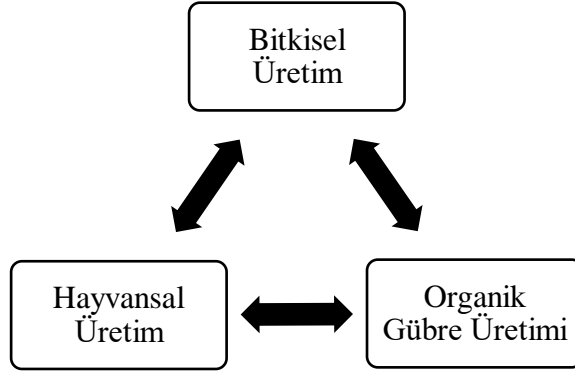 Bitkisel
Üretim
Hayvansal
Üretim
Organik
Gübre Üretimi